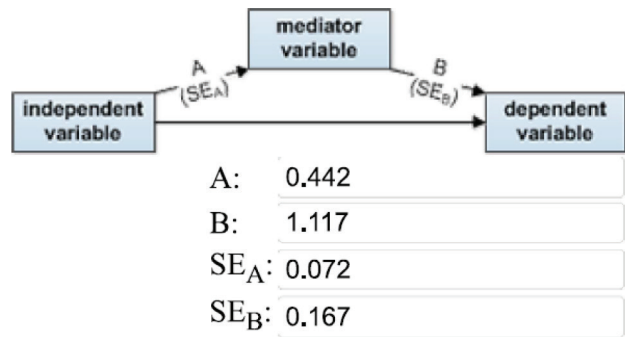 mediator
variable
A
(SEA)
B
(SEB)
independent
variable
dependent
variable
A: 0.442
B: 1.117
SEA: 0.072
SEB: 0.167